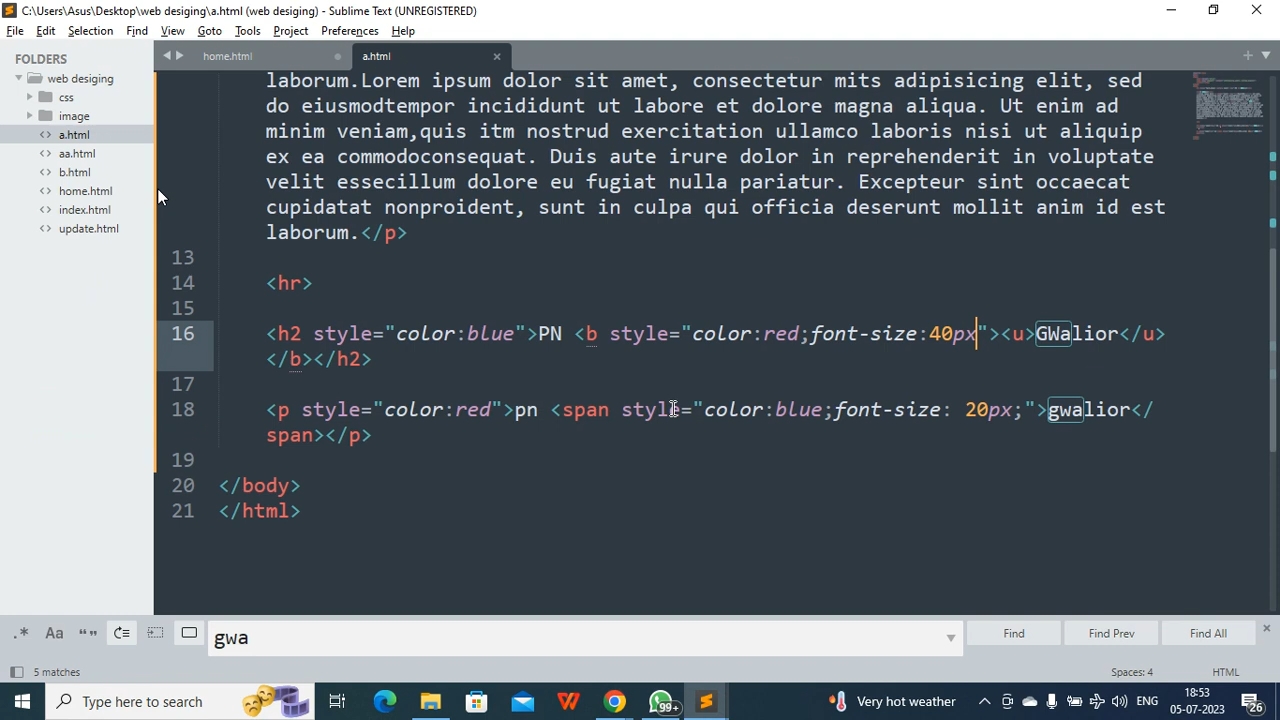 C:\Users\Asus\Desktop\web desiging\a.html (web desiging) - Sublime Text (UNREGISTERED)
File Edit Selection Find View Goto Tools Project Preferences Help
FOLDERS
web desiging
css
image
a.html
aa.html
b.html
home.html
index.html
update.html
home.html a.html
laborum.Lorem ipsum dolor sit amet, consectetur mits adipisicing elit, sed
do eiusmodtempor incididunt ut labore et dolore magna aliqua. Ut enim ad
minim veniam,quis itm nostrud exercitation ullamco laboris nisi ut aliquip
ex ea commodoconsequat. Duis aute irure dolor in reprehenderit in voluptate
velit essecillum dolore eu fugiat nulla pariatur. Excepteur sint occaecat
cupidatat nonproident, sunt in culpa qui officia deserunt mollit anim id est
laborum.</p>
13
14 <hr>
15
16 <h2 style="color:blue">PN <b style="color:red;font-size:40px"><u>GWalior</u>
</b></h2>
17
18 <p style="color:red">pn <span style="color:blue;font-size: 20px;">gwalior</
span></p>
19
20 </body>
21 </html>
.* Aa “” gwa Find Find Prev Find All
5 matches Spaces: 4 HTML
Type here to search 99+ Very hot weather ENG 18:53
05-07-2023 26